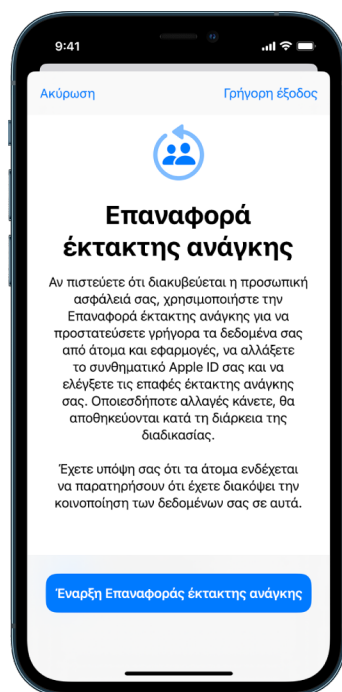 9:41
Ακύρωση
Γρήγορη έξοδος
Επαναφορά
έκτακτης ανάγκης
Αν πιστεύετε ότι διακυβεύεται η προσωπική
ασφάλειά σας, χρησιμοποιήστε την
Επαναφορά έκτακτης ανάγκης για να
προστατεύσετε γρήγορα τα δεδομένα σας
από άτομα και εφαρμογές, να αλλάξετε
το συνθηματικό Apple ID σας και να
ελέγξετε τις επαφές έκτακτης ανάγκης
σας. Οποιεσδήποτε αλλαγές κάνετε, θα
αποθηκεύονται κατά τη διάρκεια της
διαδικασίας.
Έχετε υπόψη σας ότι τα άτομα ενδέχεται
να παρατηρήσουν ότι έχετε διακόψει την
κοινοποίηση των δεδομένων σας σε αυτά.
Έναρξη Επαναφοράς έκτακτης ανάγκης